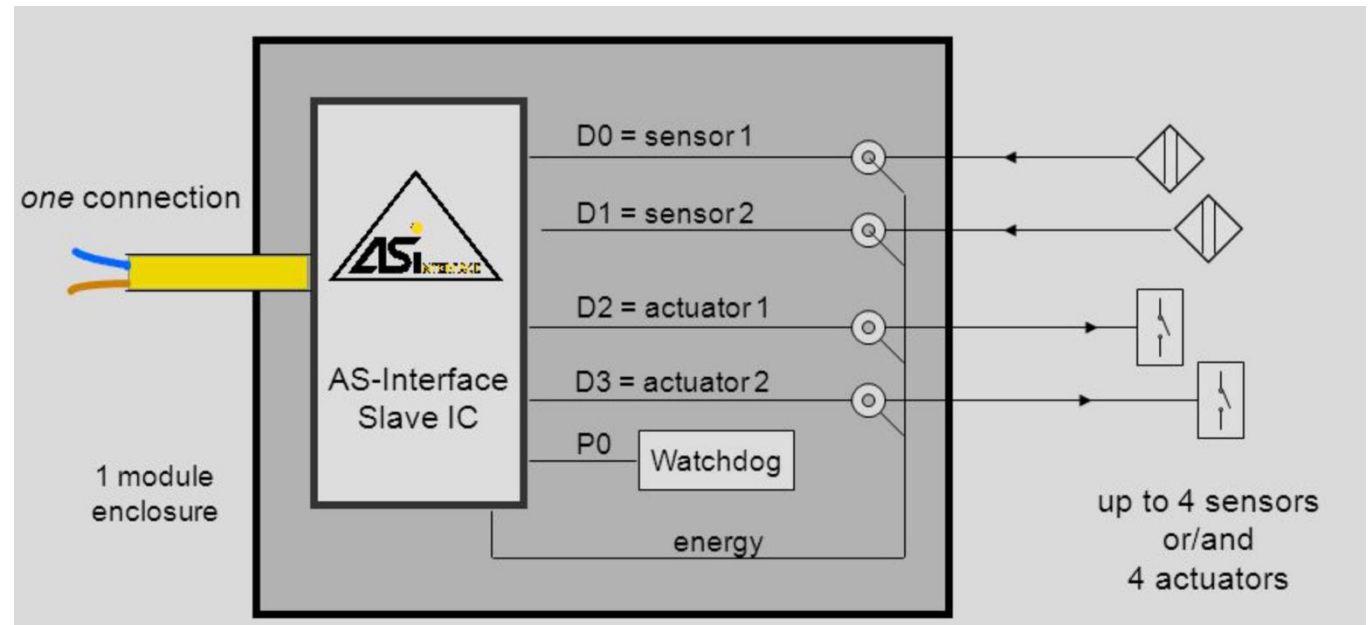 one connection
D0 = sensor 1
D1 = sensor 2
D2 = actuator 1
D3 = actuator 2
P0
Watchdog
energy
ASi
INTERFACE
AS-Interface
Slave IC
1 module
enclosure
up to 4 sensors
or/and
4 actuators